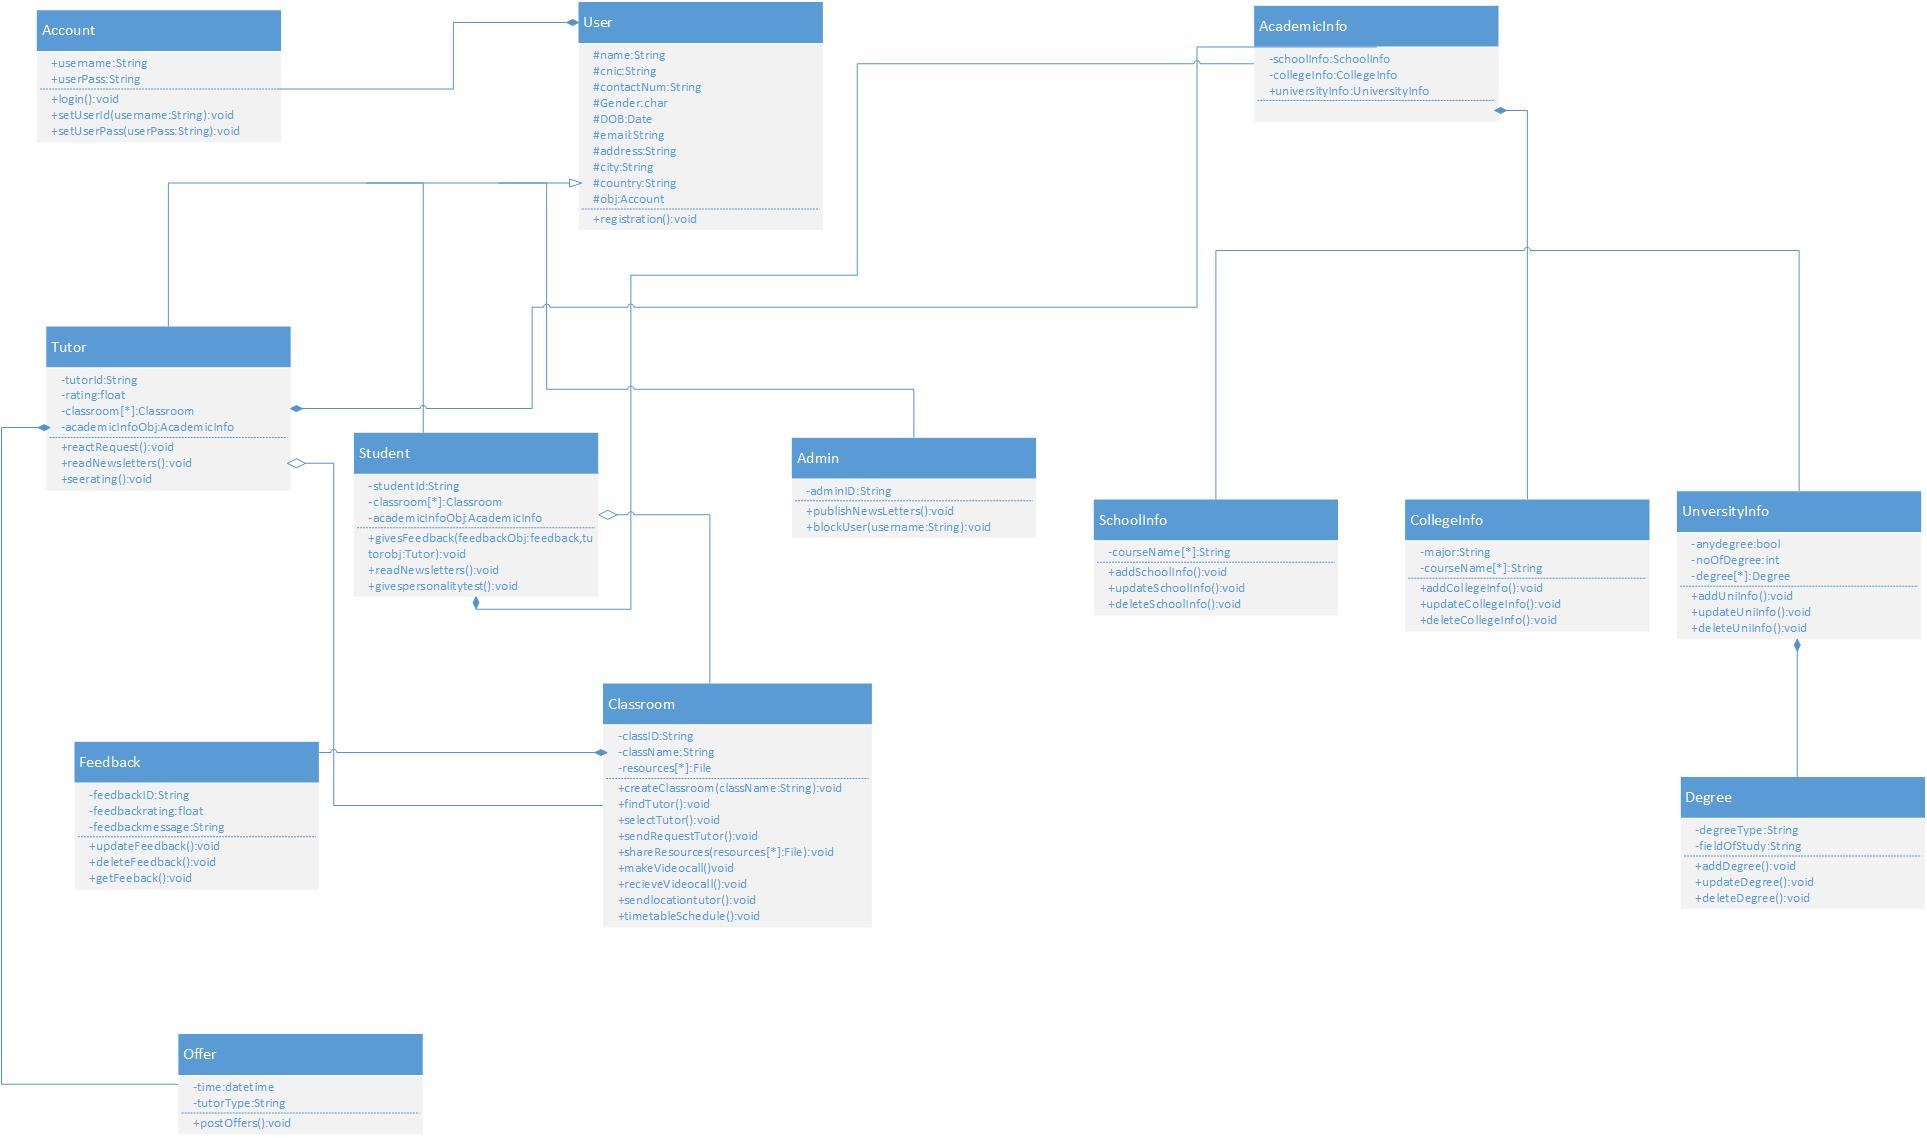 Account
+username:String
+userPass:String
+login():void
+setUserId(username:String):void
+setUserPass(userPass:String):void
User
#name:String
#cnic:String
#contactNum:String
#Gender:char
#DOB:Date
#email:String
#address:String
#city:String
#country:String
#obj:Account
+registration():void
AcademicInfo
-schoolInfo:SchoolInfo
-collegeInfo:CollegeInfo
+universityInfo:UniversityInfo
Tutor
-tutorId:String
-rating:float
-classroom[*]:Classroom
-academicInfoObj:AcademicInfo
+reactRequest():void
+readNewsletters():void
+seerating():void
Student
-studentId:String
-classroom[*]:Classroom
-academicInfoObj:AcademicInfo
+givesFeedback(feedbackObj:feedback,tu
torobj:Tutor):void
+readNewsletters():void
+givespersonalitytest():void
Admin
-adminID:String
+publishNewsLetters():void
+blockUser(username:String):void
SchoolInfo
-courseName[*]:String
+addSchoolInfo():void
+updateSchoolInfo():void
+deleteSchoolInfo():void
CollegeInfo
-major:String
-courseName[*]:String
+addCollegeInfo():void
+updateCollegeInfo():void
+deleteCollegeInfo():void
UnversityInfo
-anydegree:bool
-noOfDegree:int
-degree[*]:Degree
+addUniInfo():void
+updateUniInfo():void
+deleteUniInfo():void
Classroom
-classID:String
-className:String
-resources[*]:File
+createClassroom(className:String):void
+findTutor():void
+selectTutor():void
+sendRequestTutor():void
+shareResources(resources[*]:File):void
+makeVideocall()void
+recieveVideocall():void
+sendlocationtutor():void
+timetableSchedule():void
Feedback
-feedbackID:String
-feedbackrating:float
-feedbackmessage:String
+updateFeedback():void
+deleteFeedback():void
+getFeeback():void
Degree
-degreeType:String
-fieldOfStudy:String
+addDegree():void
+updateDegree():void
+deleteDegree():void
Offer
-time:datetime
-tutorType:String
+postOffers():void